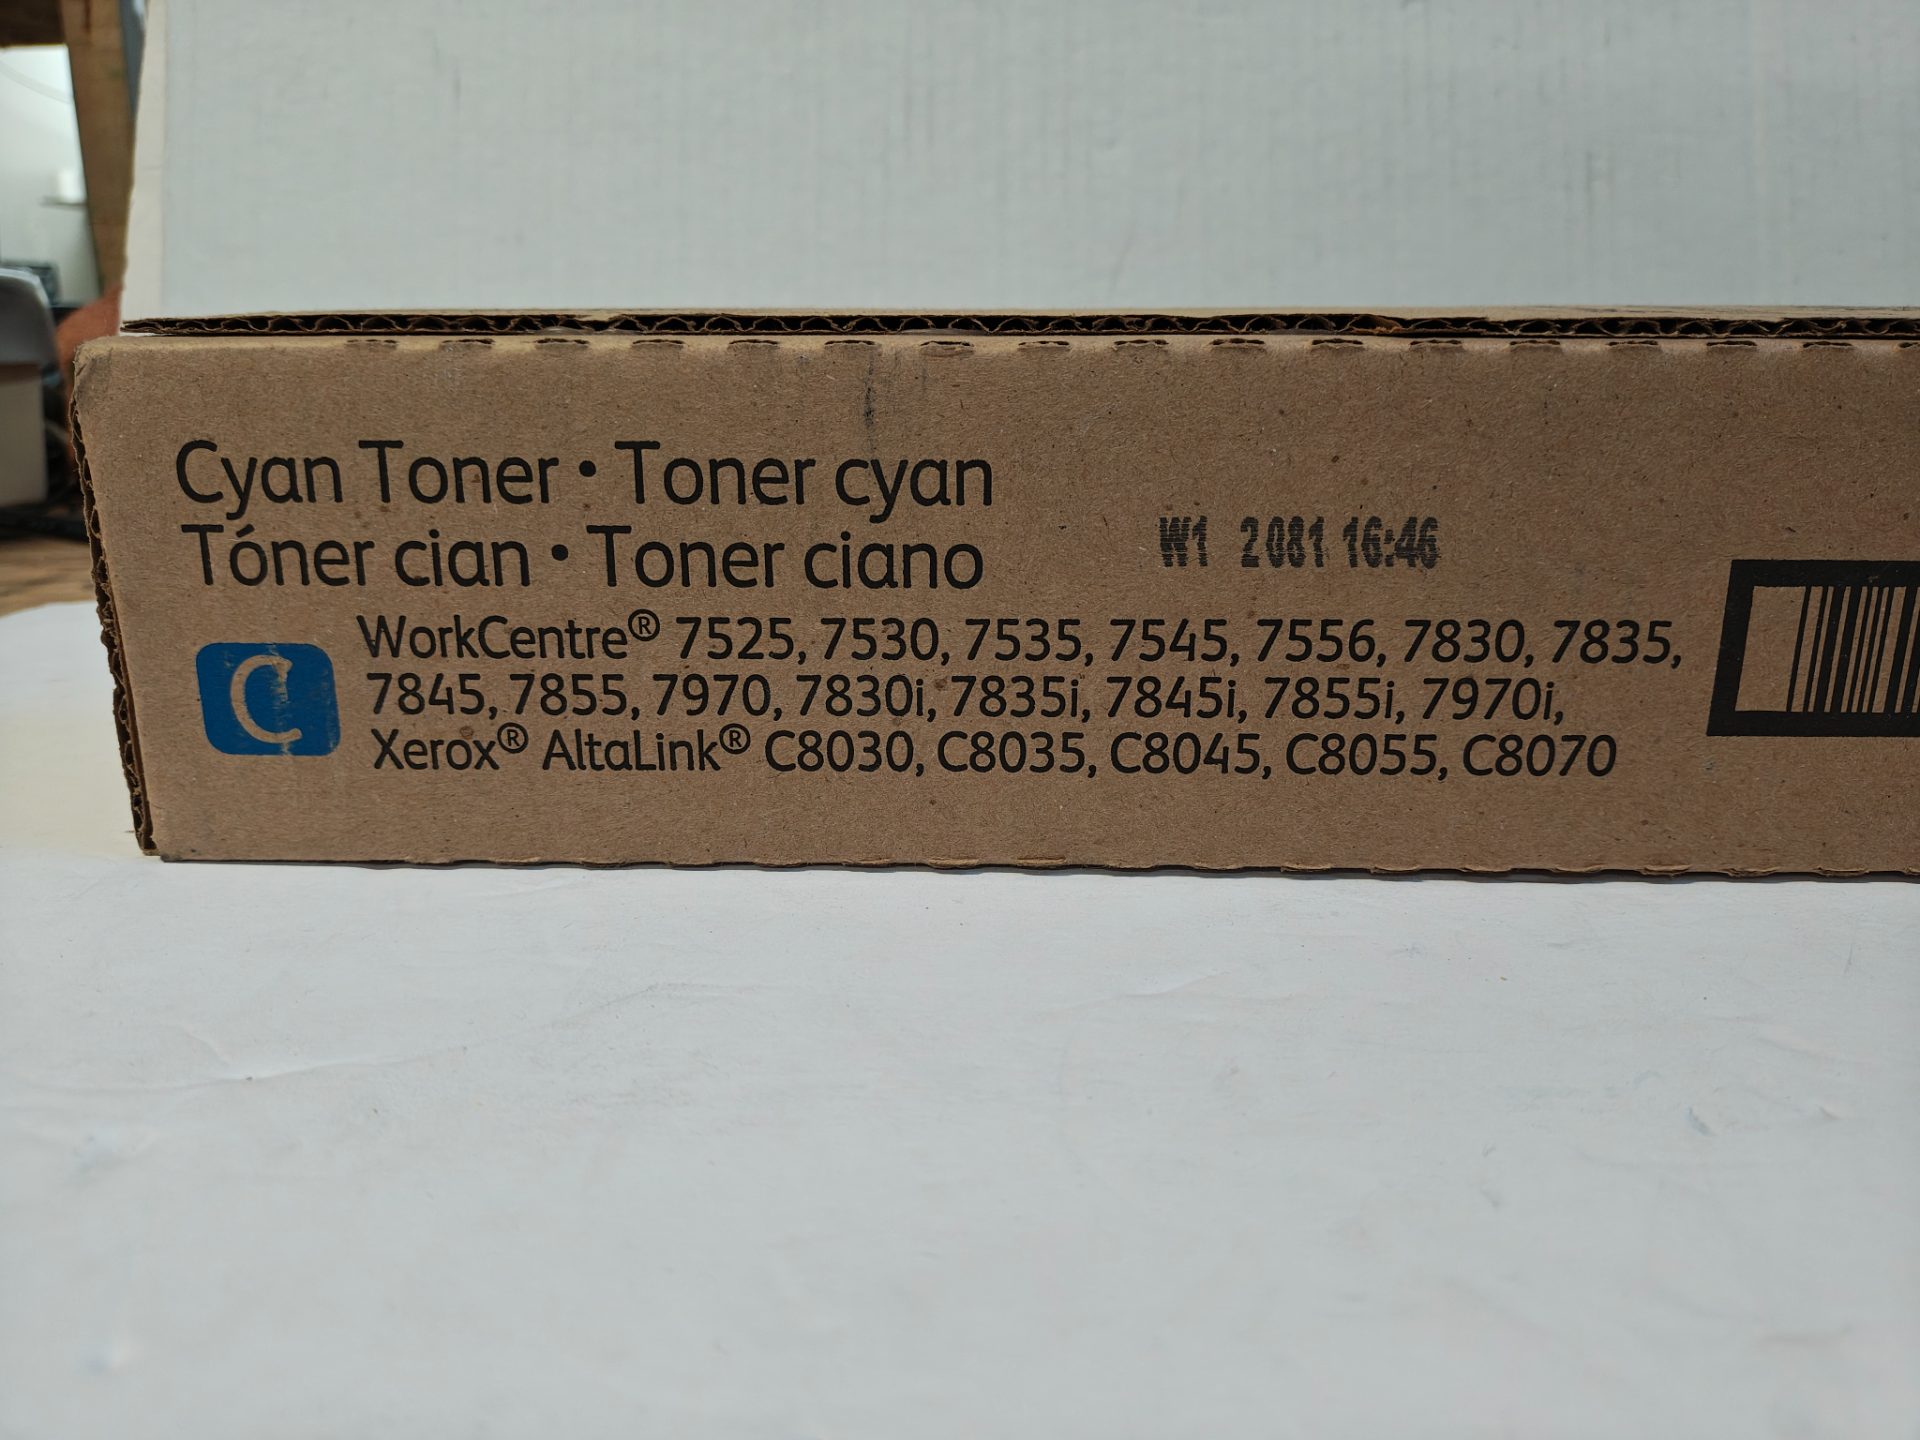 Cyan Toner • Toner cyan
Tóner cian • Toner ciano
W1 2081 16:46
C
WorkCentre® 7525, 7530, 7535, 7545, 7556, 7830, 7835,
7845, 7855, 7970, 7830i, 7835i, 7845i, 7855i, 7970i,
Xerox® AltaLink® C8030, C8035, C8045, C8055, C8070